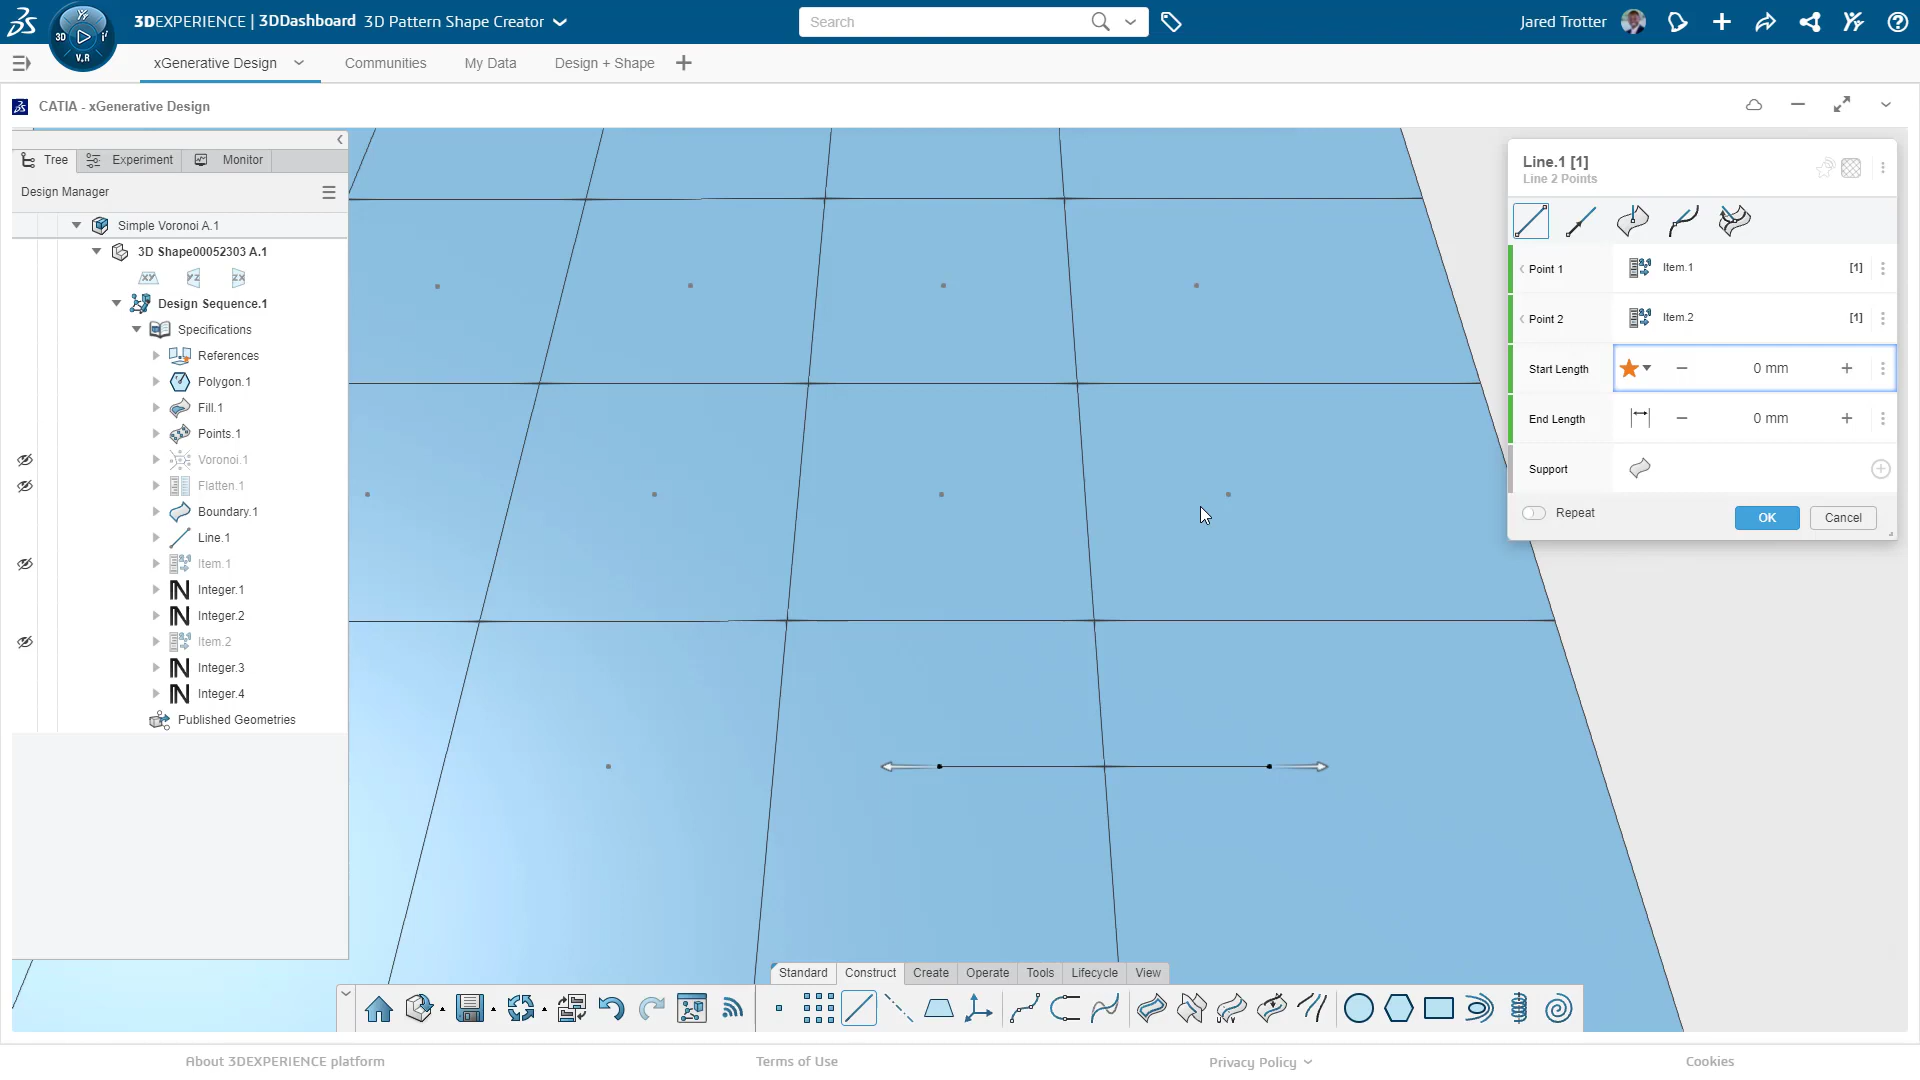 3DEXPERIENCE | 3DDashboard 3D Pattern Shape Creator
Search
Jared Trotter
3D
V.R
xGenerative Design
Communities
My Data
Design + Shape
CATIA - xGenerative Design
Tree
Experiment
Monitor
Design Manager
Simple Voronoi A.1
3D Shape00052303 A.1
XY YZ ZX
Design Sequence.1
Specifications
References
Polygon.1
Fill.1
Points.1
Voronoi.1
Flatten.1
Boundary.1
Line.1
Item.1
Integer.1
Integer.2
Item.2
Integer.3
Integer.4
Published Geometries
Line.1 [1]
Line 2 Points
Point 1 Item.1 [1]
Point 2 Item.2 [1]
Start Length 0 mm
End Length 0 mm
Support
Repeat
OK
Cancel
Standard
Construct
Create
Operate
Tools
Lifecycle
View
About 3DEXPERIENCE platform
Terms of Use
Privacy Policy
Cookies